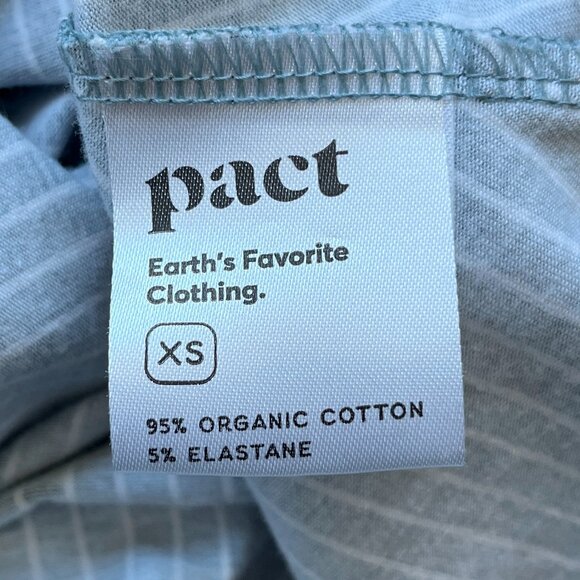 pact
Earth's Favorite
Clothing.
XS
95% ORGANIC COTTON
5% ELASTANE